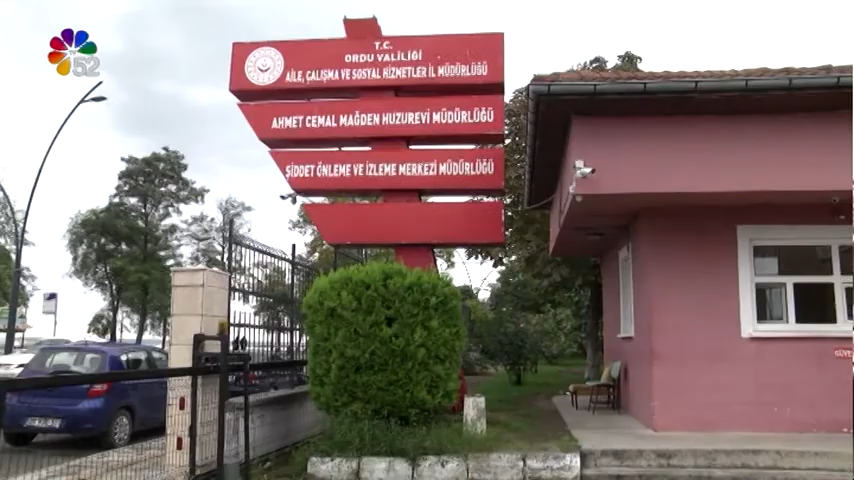 TV
52
T.C.
ORDU VALİLİĞİ
AİLE, ÇALIŞMA VE SOSYAL HİZMETLER İL MÜDÜRLÜĞÜ
AHMET CEMAL MAĞDEN HUZUREVİ MÜDÜRLÜĞÜ
ŞİDDET ÖNLEME VE İZLEME MERKEZİ MÜDÜRLÜĞÜ